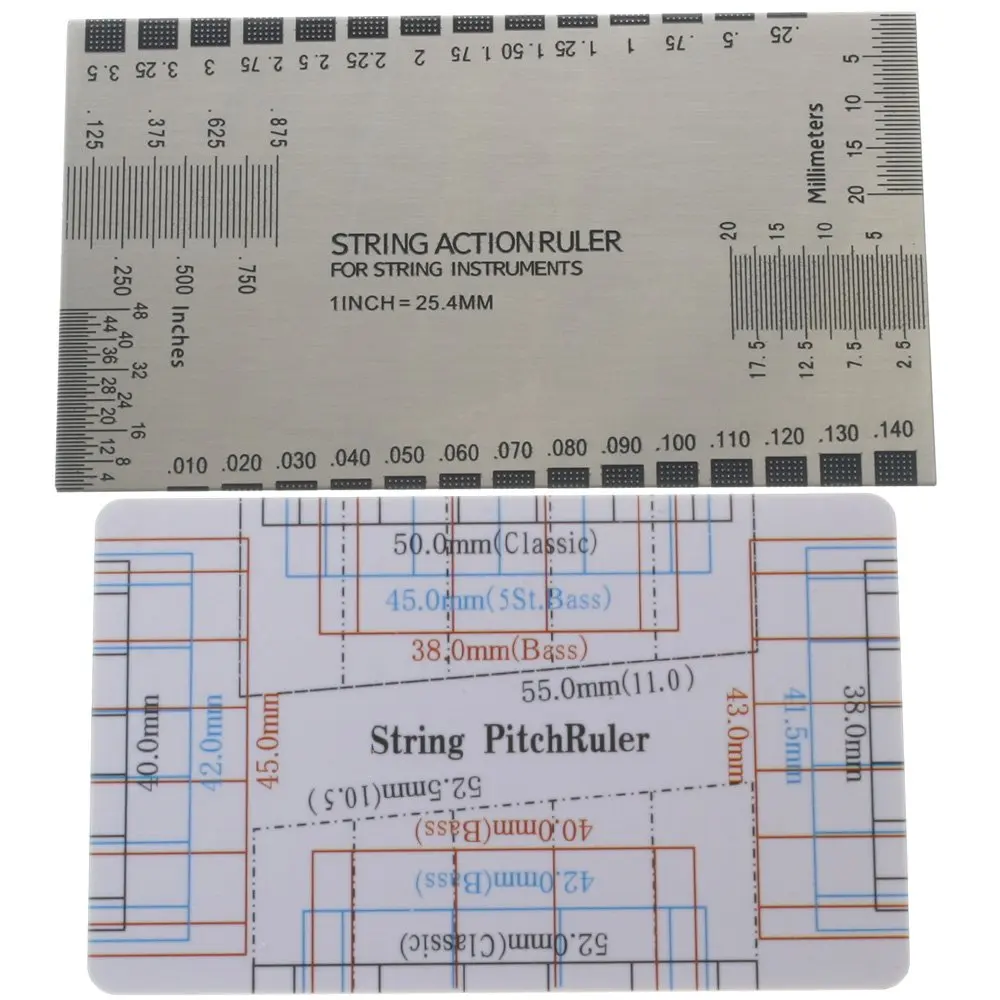 3.5 3.25 3 2.75 2.5 2.25 2 1.75 1.50 1.25 1 .75 .5 .25
.125 .375 .625 .875
.250 .500 .750
Inches
48 40 32 24 16 8
44 36 28 20 12 4
STRING ACTION RULER
FOR STRING INSTRUMENTS
1INCH = 25.4MM
5 10 15 20
Millimeters
20 15 10 5
17.5 12.5 7.5 2.5
.010 .020 .030 .040 .050 .060 .070 .080 .090 .100 .110 .120 .130 .140
50.0mm(Classic)
45.0mm(5St.Bass)
38.0mm(Bass)
55.0mm(11.0)
40.0mm
42.0mm
45.0mm
String PitchRuler
43.0mm
41.5mm
38.0mm
52.5mm(10.5)
40.0mm(Bass)
42.0mm(Bass)
52.0mm(Classic)